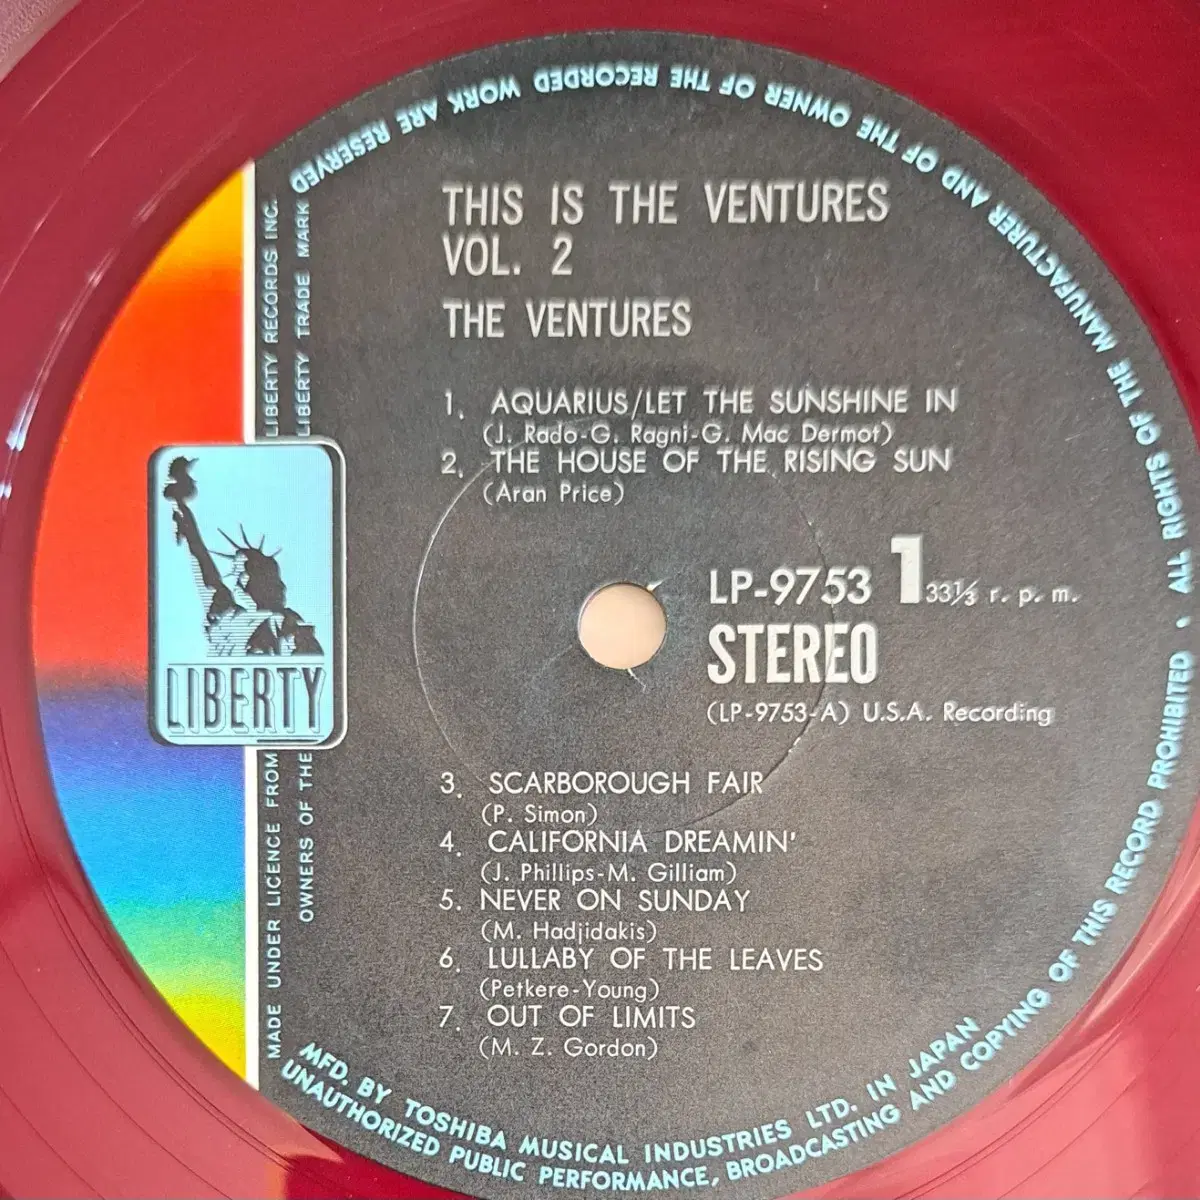 THIS IS THE VENTURES
VOL. 2
THE VENTURES
1. AQUARIUS/LET THE SUNSHINE IN
(J. Rado-G. Ragni-G. Mac Dermot)
2. THE HOUSE OF THE RISING SUN
(Aran Price)
LP-9753 1 33⅓ r. p. m.
STEREO
(LP-9753-A) U.S.A. Recording
3. SCARBOROUGH FAIR
(P. Simon)
4. CALIFORNIA DREAMIN'
(J. Phillips-M. Gilliam)
5. NEVER ON SUNDAY
(M. Hadjidakis)
6. LULLABY OF THE LEAVES
(Petkere-Young)
7. OUT OF LIMITS
(M. Z. Gordon)
LIBERTY
MADE UNDER LICENCE FROM LIBERTY RECORDS INC.
OWNERS OF THE LIBERTY TRADE MARK
MFD. BY TOSHIBA MUSICAL INDUSTRIES LTD. IN JAPAN
UNAUTHORIZED PUBLIC PERFORMANCE, BROADCASTING AND COPYING OF THIS RECORD PROHIBITED • ALL RIGHTS OF THE MANUFACTURER AND OF THE OWNER OF THE RECORDED WORK ARE RESERVED